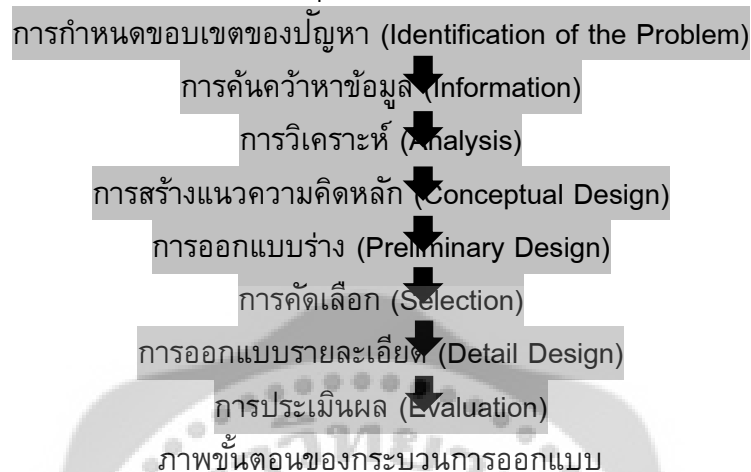 การกำหนดขอบเขตของปัญหา (Identification of the Problem)
การค้นคว้าหาข้อมูล (Information)
การวิเคราะห์ (Analysis)
การสร้างแนวความคิดหลัก (Conceptual Design)
การออกแบบร่าง (Preliminary Design)
การคัดเลือก (Selection)
การออกแบบรายละเอียด (Detail Design)
การประเมินผล (Evaluation)
ภาพขั้นตอนของกระบวนการออกแบบ